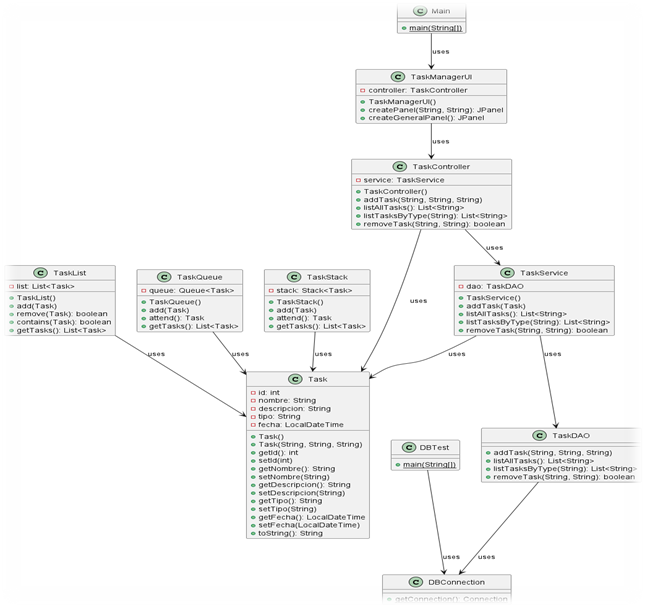 C Main
main(String[])
uses
C TaskManagerUI
controller: TaskController
TaskManagerUI()
createPanel(String, String): JPanel
createGeneralPanel(): JPanel
uses
C TaskController
service: TaskService
TaskController()
addTask(String, String, String)
listAllTasks(): List<String>
listTasksByType(String): List<String>
removeTask(String, String): boolean
uses
uses
C TaskList
list: List<Task>
TaskList()
add(Task)
remove(Task): boolean
contains(Task): boolean
getTasks(): List<Task>
uses
C TaskQueue
queue: Queue<Task>
TaskQueue()
add(Task)
attend(): Task
getTasks(): List<Task>
uses
C TaskStack
stack: Stack<Task>
TaskStack()
add(Task)
attend(): Task
getTasks(): List<Task>
uses
C TaskService
dao: TaskDAO
TaskService()
addTask(Task)
listAllTasks(): List<String>
listTasksByType(String): List<String>
removeTask(String, String): boolean
uses
uses
C Task
id: int
nombre: String
descripcion: String
tipo: String
fecha: LocalDateTime
Task()
Task(String, String, String)
getId(): int
setId(int)
getNombre(): String
setNombre(String)
getDescripcion(): String
setDescripcion(String)
getTipo(): String
setTipo(String)
getFecha(): LocalDateTime
setFecha(LocalDateTime)
toString(): String
C DBTest
main(String[])
uses
C TaskDAO
addTask(String, String, String)
listAllTasks(): List<String>
listTasksByType(String): List<String>
removeTask(String, String): boolean
uses
C DBConnection
getConnection(): Connection